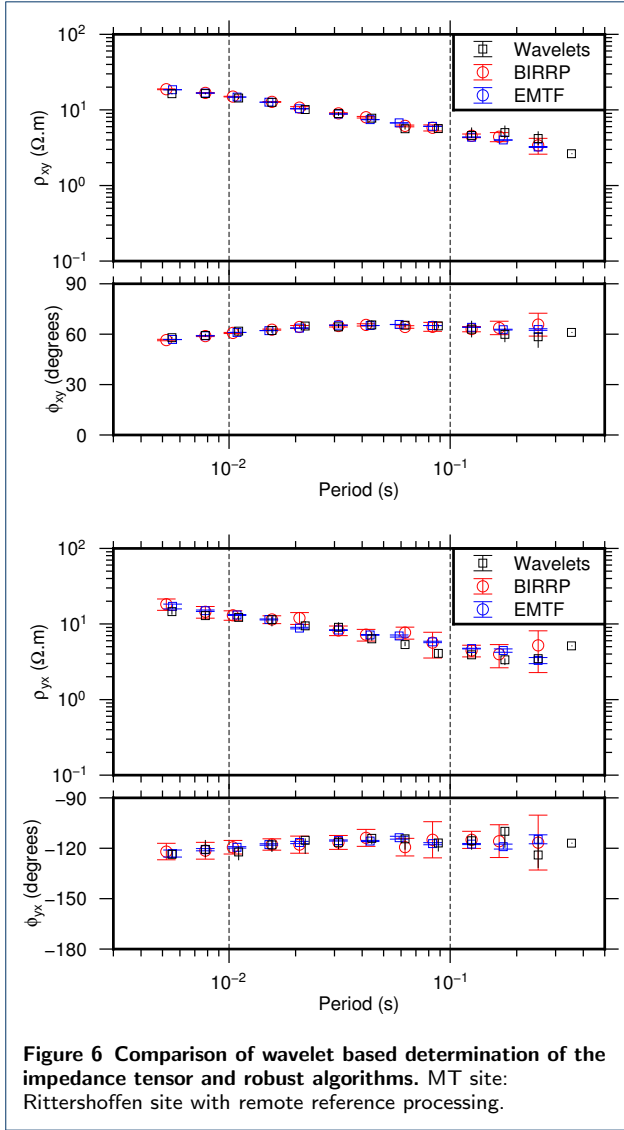 10²
10¹
10⁰
10⁻¹
ρxy (Ω.m)
Wavelets
BIRRP
EMTF
90
60
30
0
ϕxy (degrees)
10⁻² 10⁻¹
Period (s)
10²
10¹
10⁰
10⁻¹
ρyx (Ω.m)
Wavelets
BIRRP
EMTF
−90
−120
−150
−180
ϕyx (degrees)
10⁻² 10⁻¹
Period (s)
Figure 6 Comparison of wavelet based determination of the
impedance tensor and robust algorithms. MT site:
Rittershoffen site with remote reference processing.